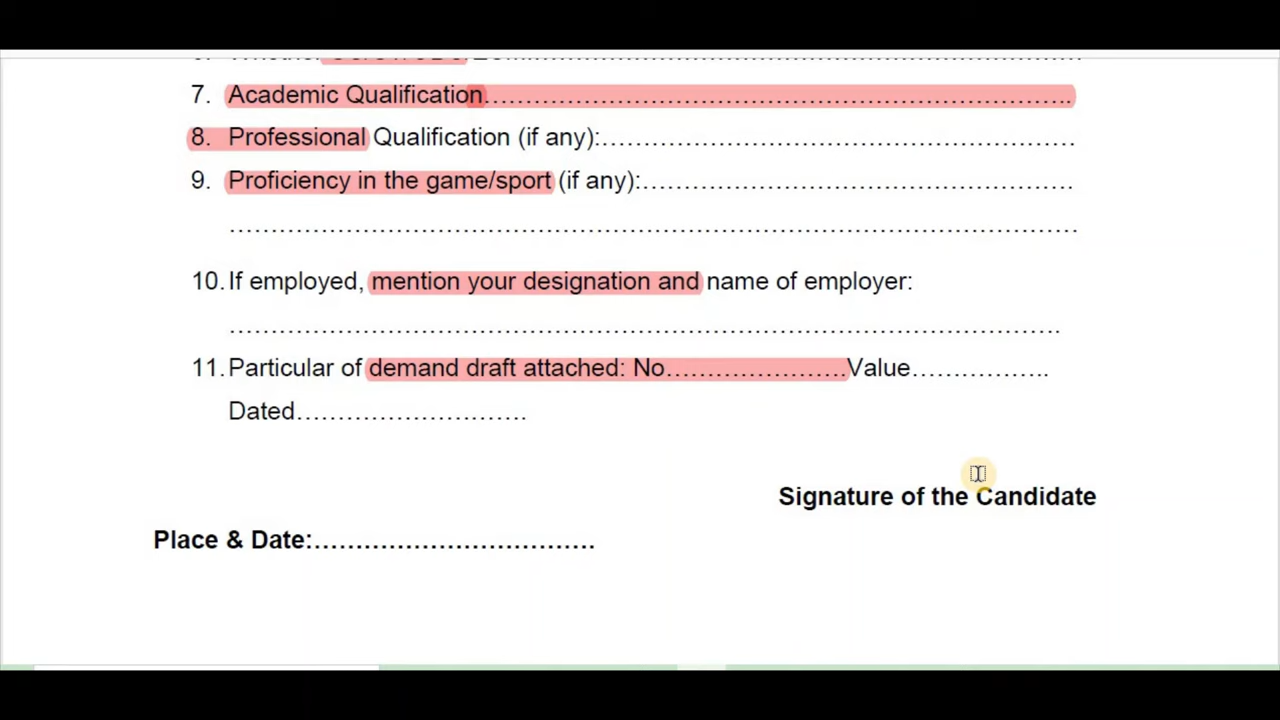 7. Academic Qualification……………………………………………………………..
8. Professional Qualification (if any):…………………………………………………
9. Proficiency in the game/sport (if any):……………………………………………
……………………………………………………………………………………………
10. If employed, mention your designation and name of employer:
…………………………………………………………………………………………
11. Particular of demand draft attached: No………………….Value…………….
Dated……………………….
Signature of the Candidate
Place & Date:………………………………